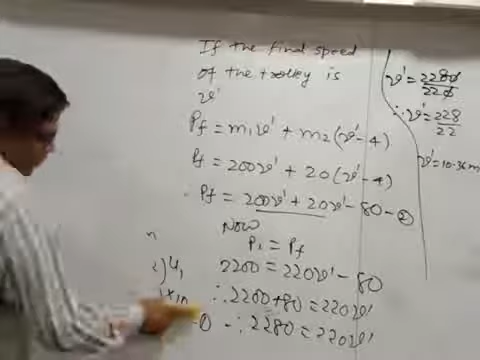 If the final speed
of the trolley is
v'
Pf = m₁v' + m₂(v'-4)
Pf = 200v' + 20(v'-4)
∴ Pf = 200v' + 20v' - 80 - ②
NOW
Pi = Pf
2200 = 220v' - 80
∴ 2200 + 80 = 220v'
∴ 2280 = 220v'
v' = 2280/220
∴ v' = 228/22
v' = 10.36 m